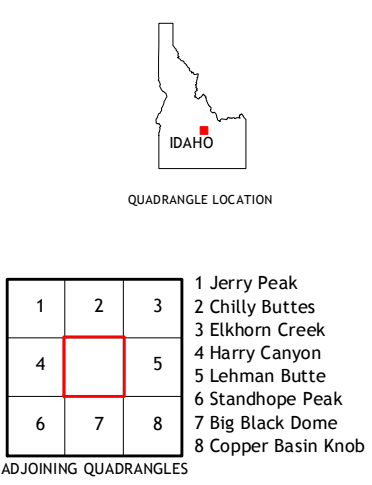 IDAHO
QUADRANGLE LOCATION
1 2 3
4 5
6 7 8
1 Jerry Peak
2 Chilly Buttes
3 Elkhorn Creek
4 Harry Canyon
5 Lehman Butte
6 Standhope Peak
7 Big Black Dome
8 Copper Basin Knob
ADJOINING QUADRANGLES